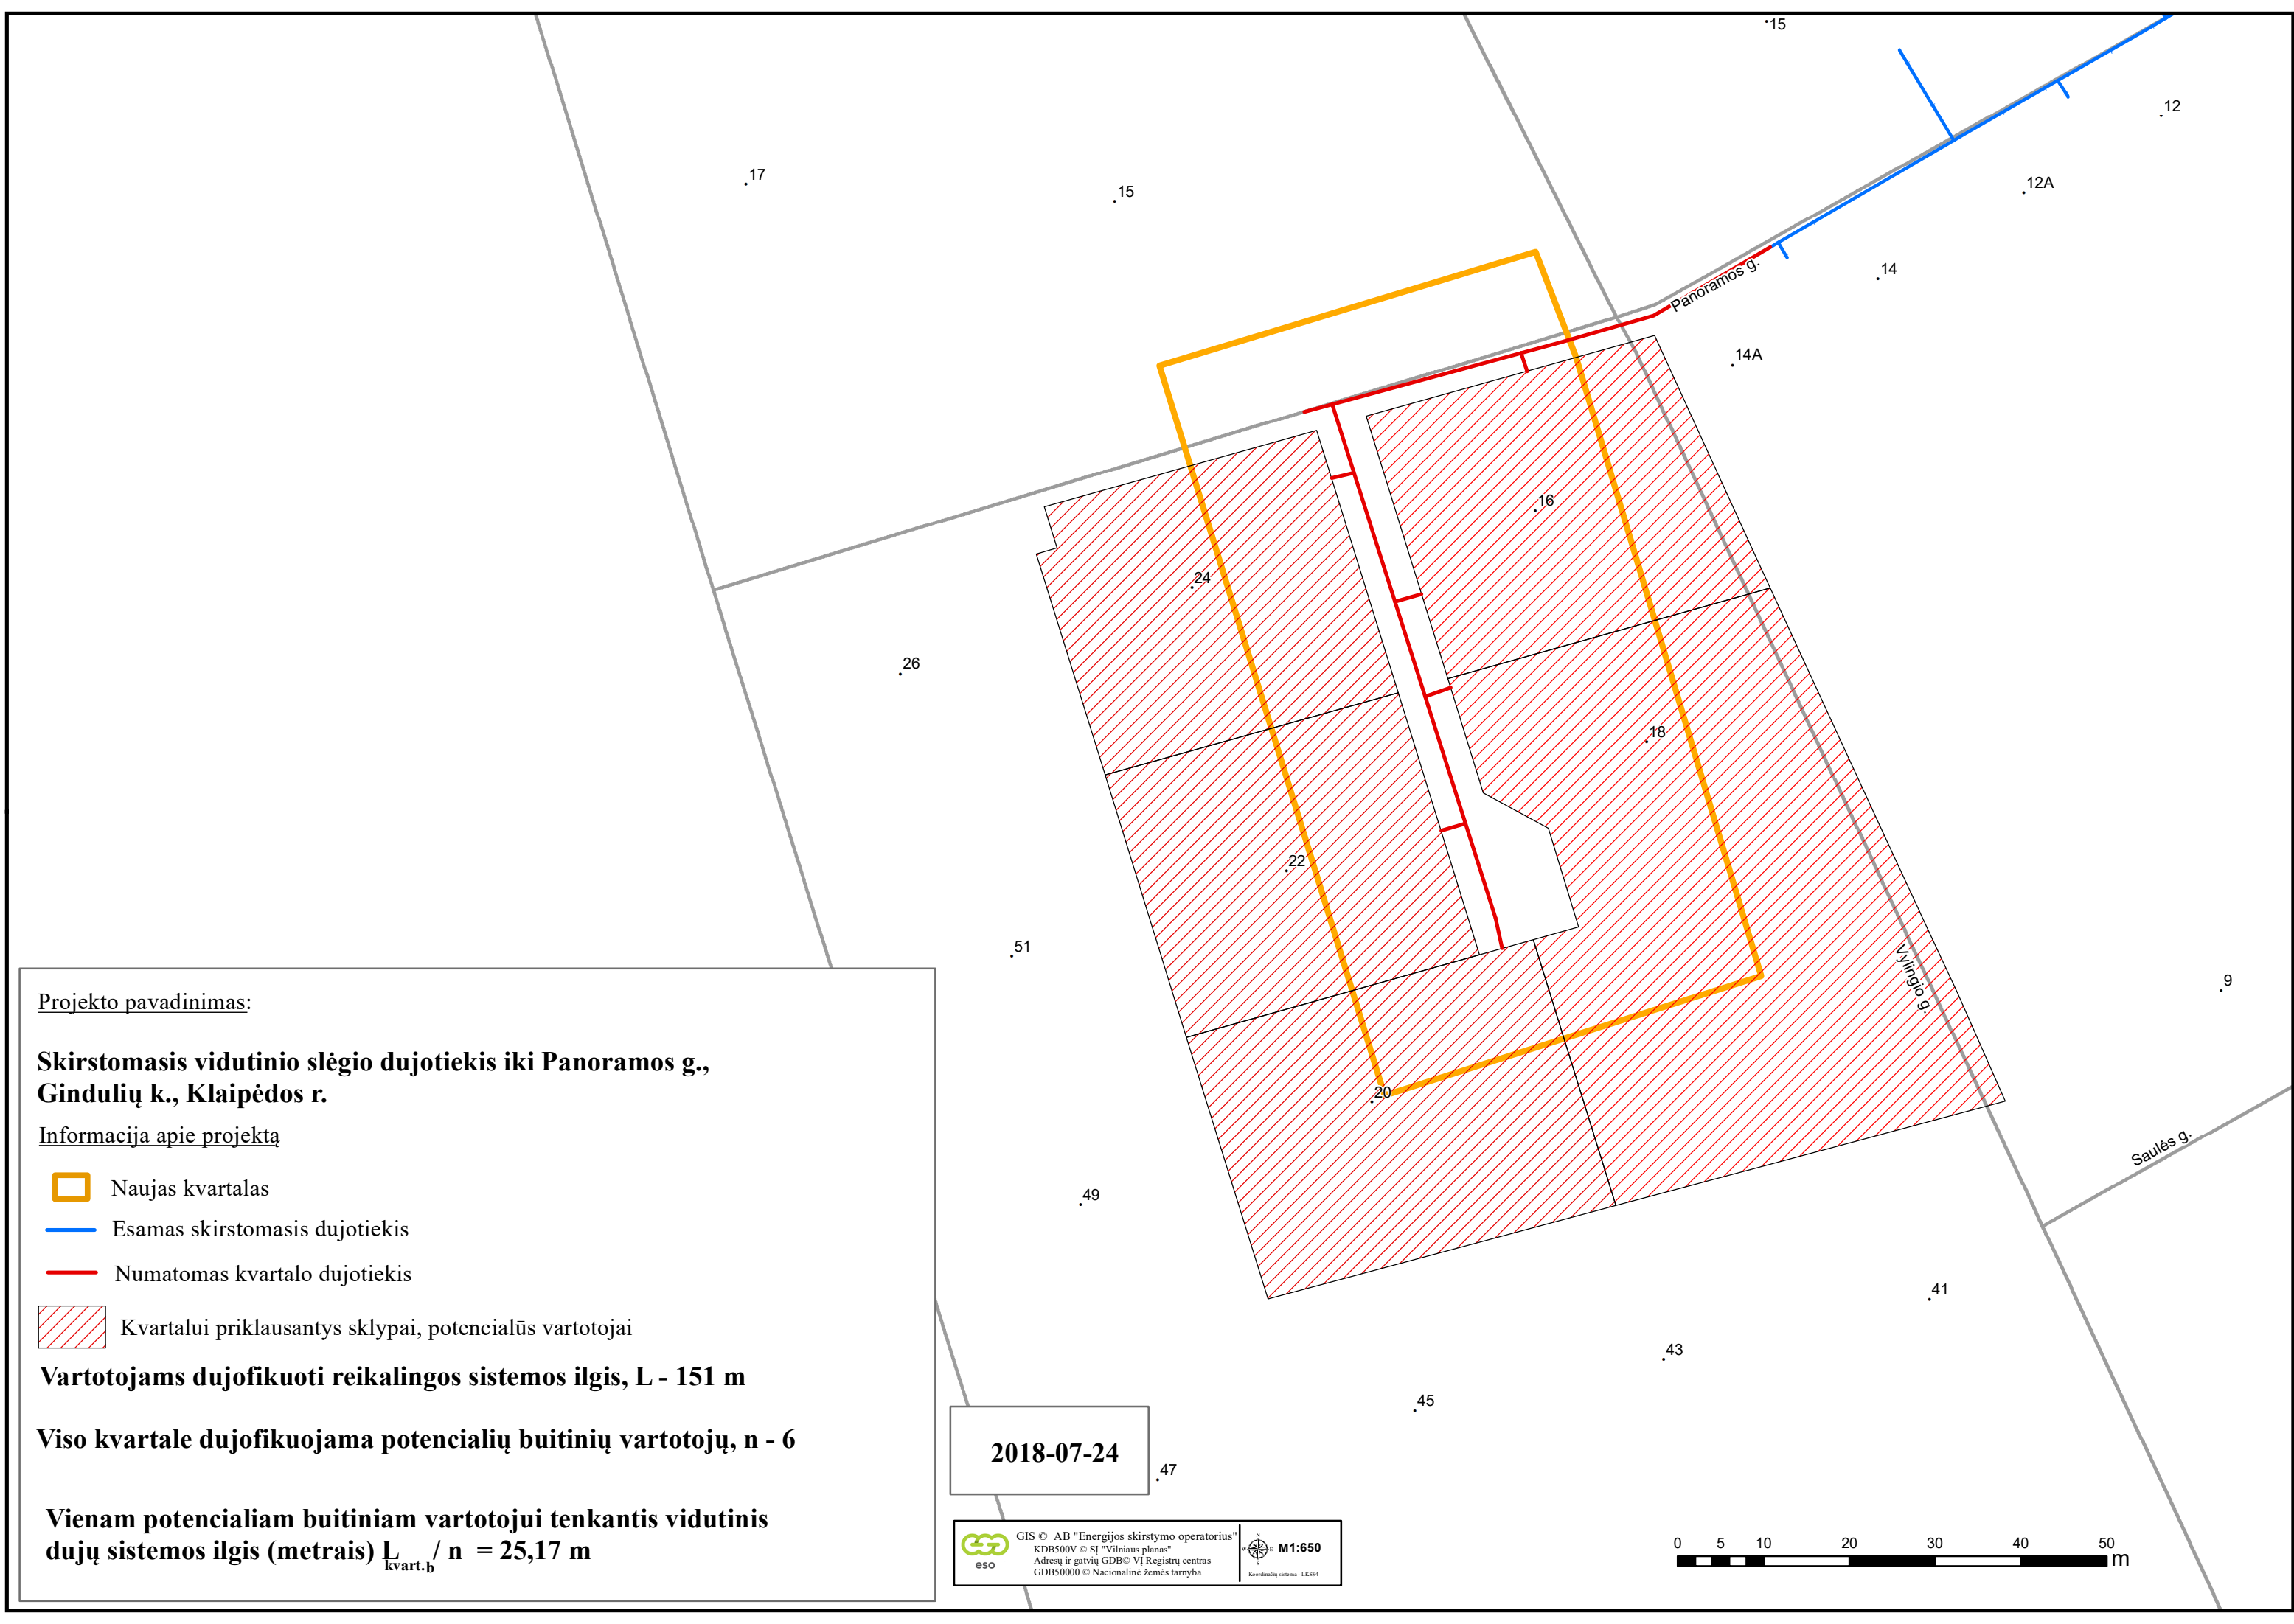 15
12
17
12A
15
14
Panoramos g.
14A
16
24
26
18
22
51
Vylingio g.
9
20
Saulės g.
49
41
43
45
47
Projekto pavadinimas:
Skirstomasis vidutinio slėgio dujotiekis iki Panoramos g.,
Gindulių k., Klaipėdos r.
Informacija apie projektą
Naujas kvartalas
Esamas skirstomasis dujotiekis
Numatomas kvartalo dujotiekis
Kvartalui priklausantys sklypai, potencialūs vartotojai
Vartotojams dujofikuoti reikalingos sistemos ilgis, L - 151 m
Viso kvartale dujofikuojama potencialių buitinių vartotojų, n - 6
Vienam potencialiam buitiniam vartotojui tenkantis vidutinis
dujų sistemos ilgis (metrais) L kvart.b / n = 25,17 m
2018-07-24
eso
GIS © AB "Energijos skirstymo operatorius"
KDB500V © SĮ "Vilniaus planas"
Adresų ir gatvių GDB© VĮ Registrų centras
GDB50000 © Nacionalinė žemės tarnyba
N
W E
S
M1:650
Koordinačių sistema - LKS94
0 5 10 20 30 40 50
m